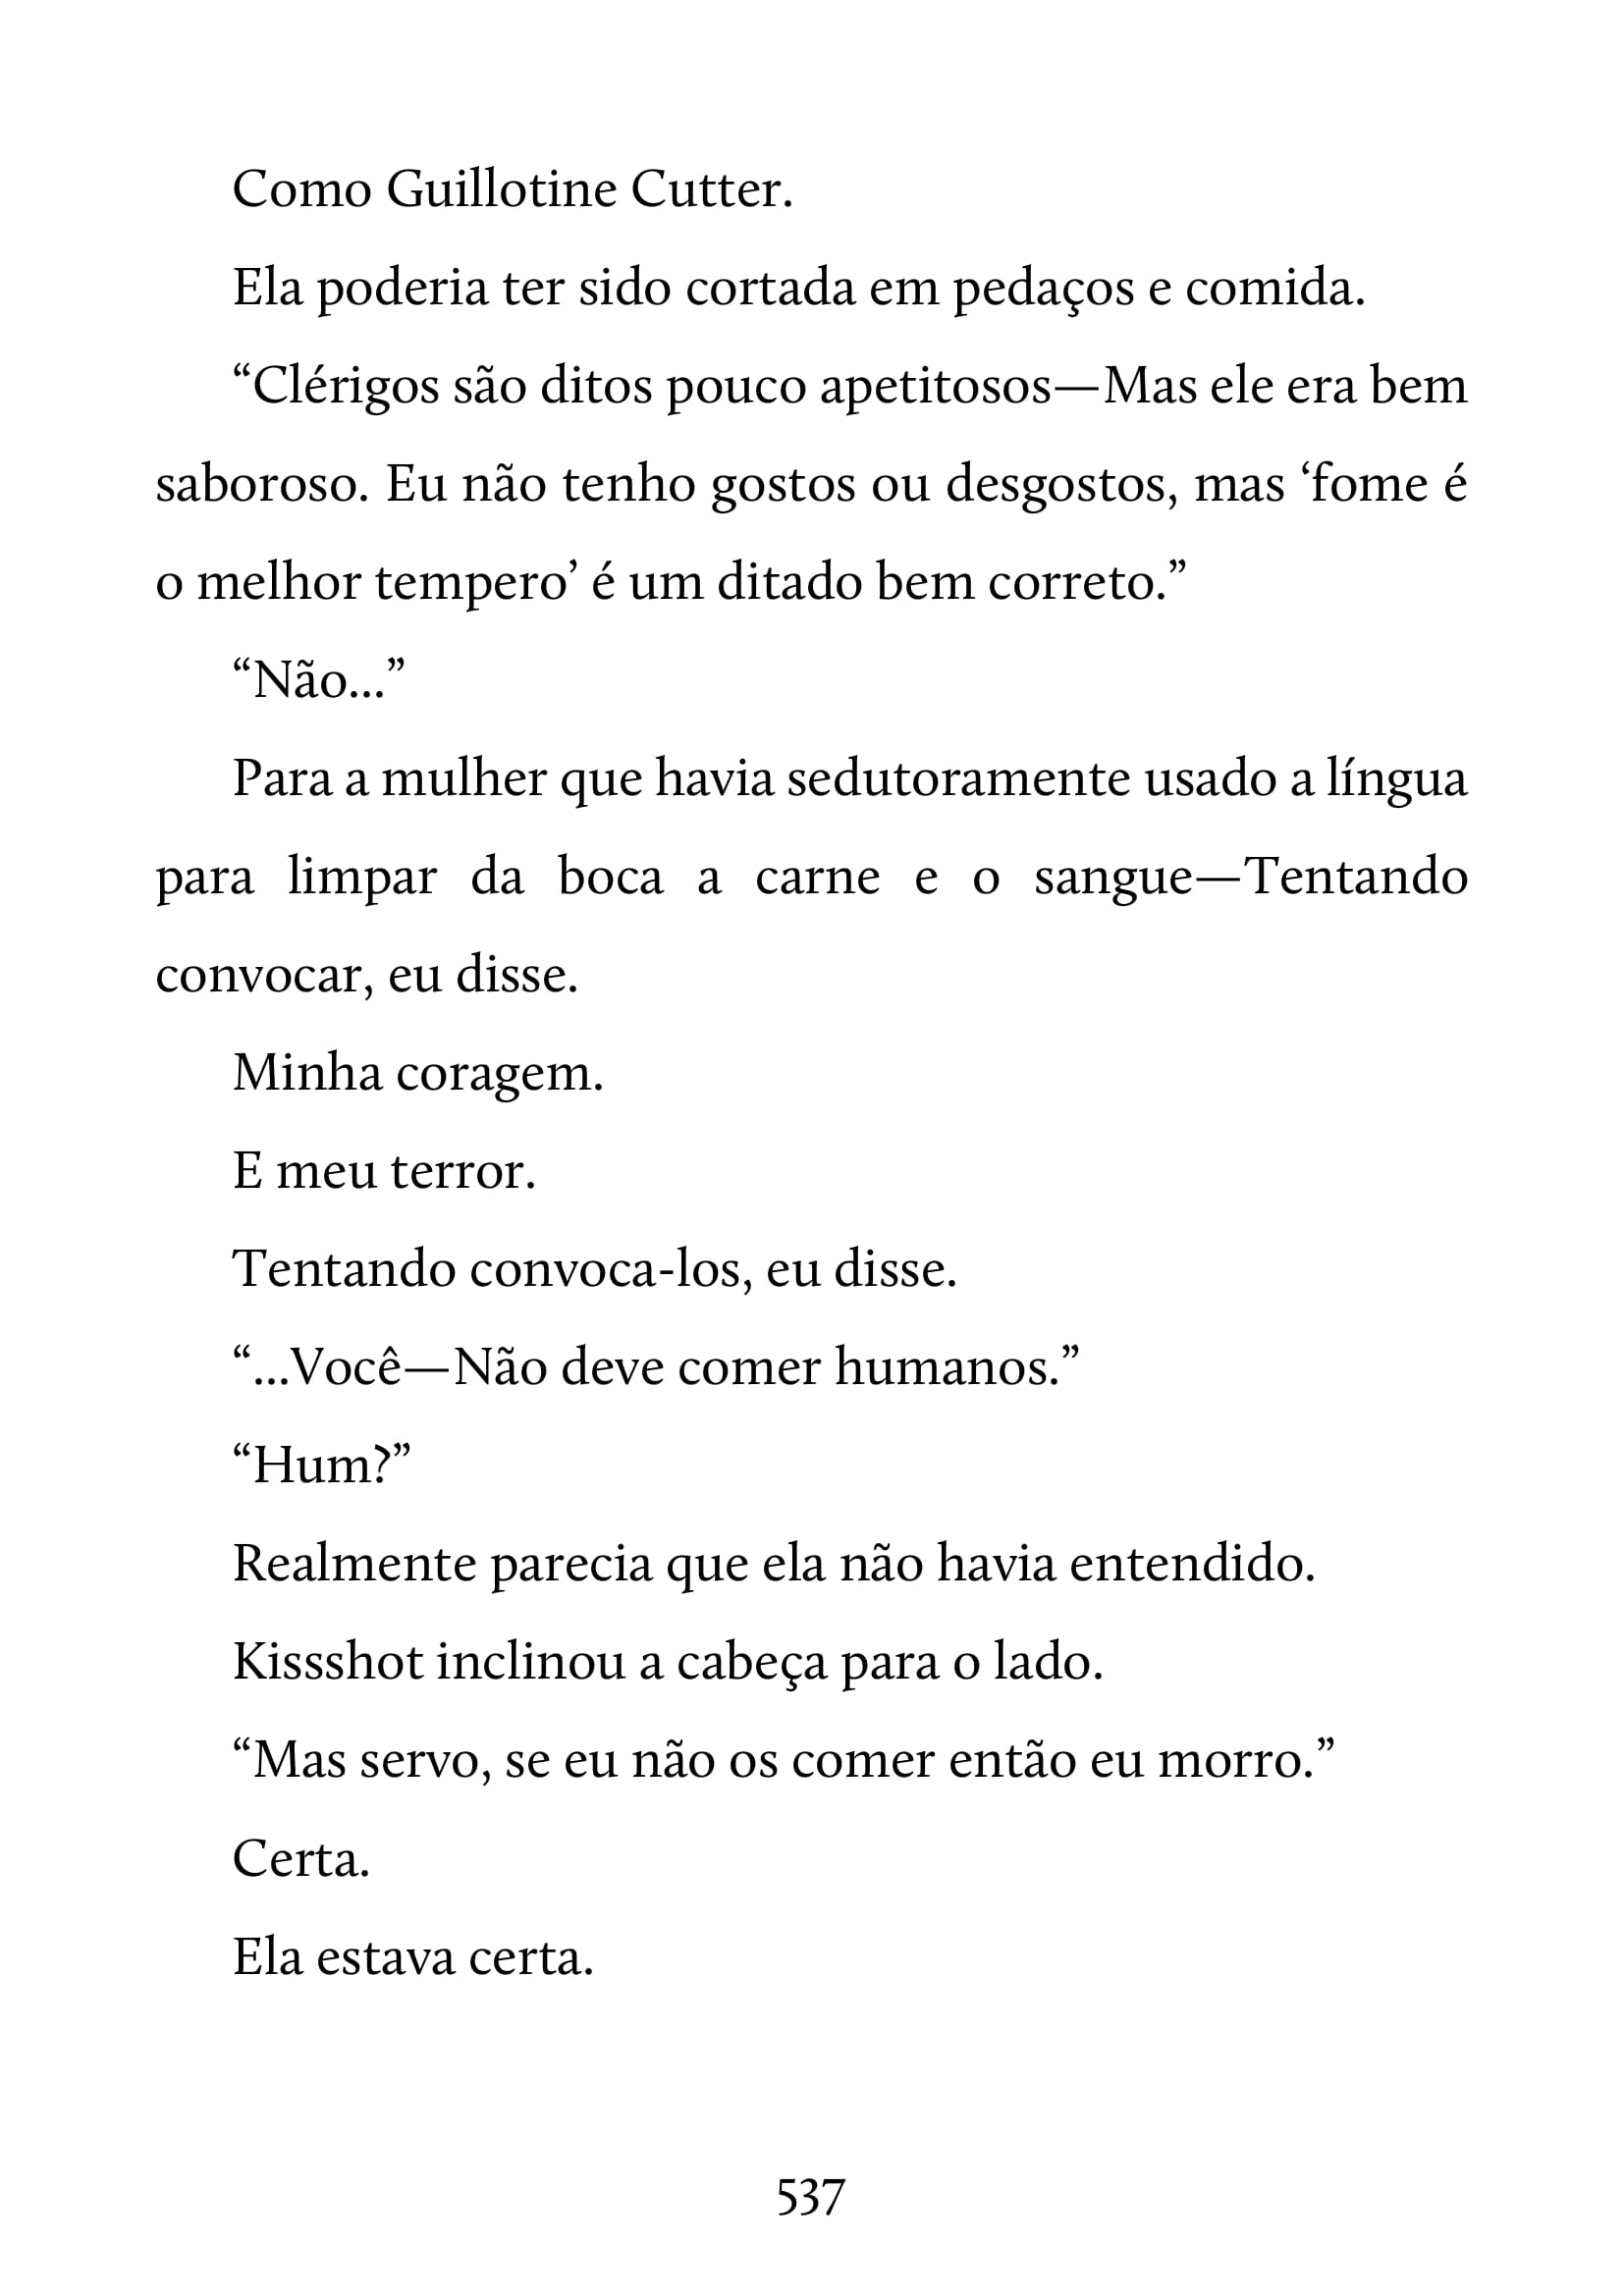 Como Guillotine Cutter.
Ela poderia ter sido cortada em pedaços e comida.
“Clérigos são ditos pouco apetitosos—Mas ele era bem
saboroso. Eu não tenho gostos ou desgostos, mas ‘fome é
o melhor tempero’ é um ditado bem correto.”
“Não...”
Para a mulher que havia sedutoramente usado a língua
para limpar da boca a carne e o sangue—Tentando
convocar, eu disse.
Minha coragem.
E meu terror.
Tentando convoca-los, eu disse.
“...Você—Não deve comer humanos.”
“Hum?”
Realmente parecia que ela não havia entendido.
Kissshot inclinou a cabeça para o lado.
“Mas servo, se eu não os comer então eu morro.”
Certa.
Ela estava certa.
537